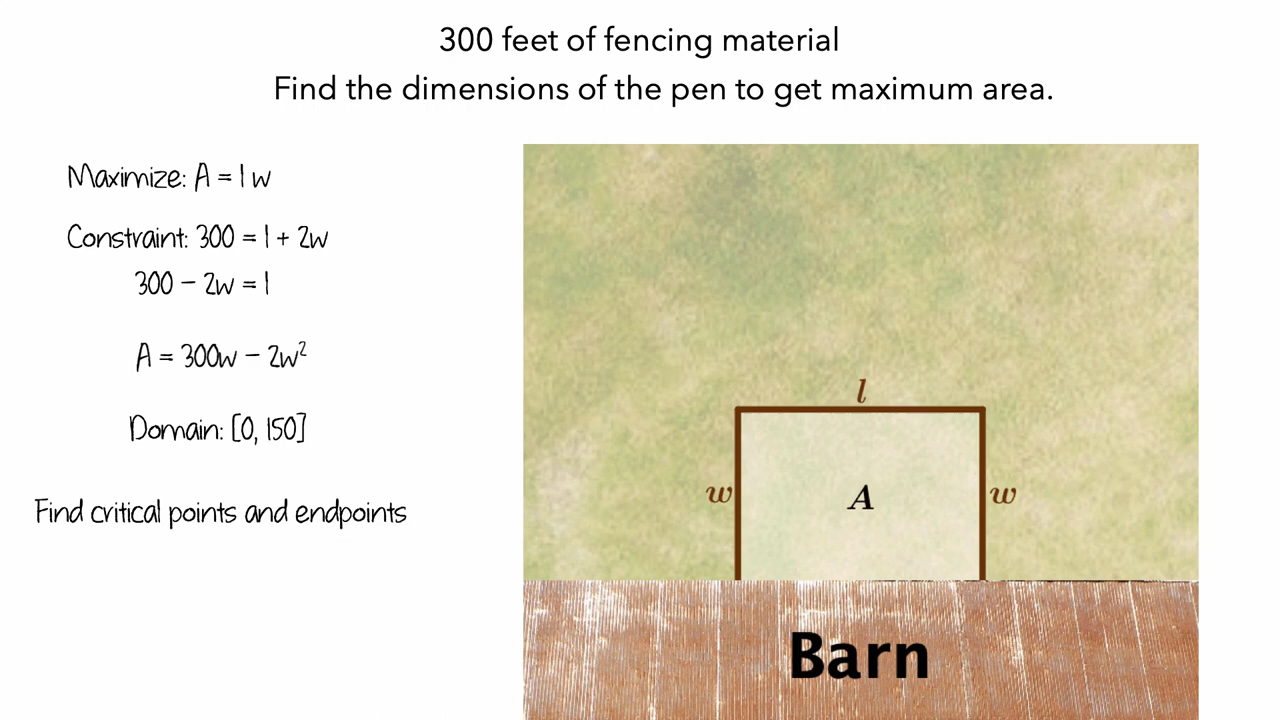 300 feet of fencing material
Find the dimensions of the pen to get maximum area.
Maximize: A = l w
Constraint: 300 = l + 2w
300 − 2w = l
A = 300w − 2w²
Domain: [0, 150]
Find critical points and endpoints
l
w
A
w
Barn